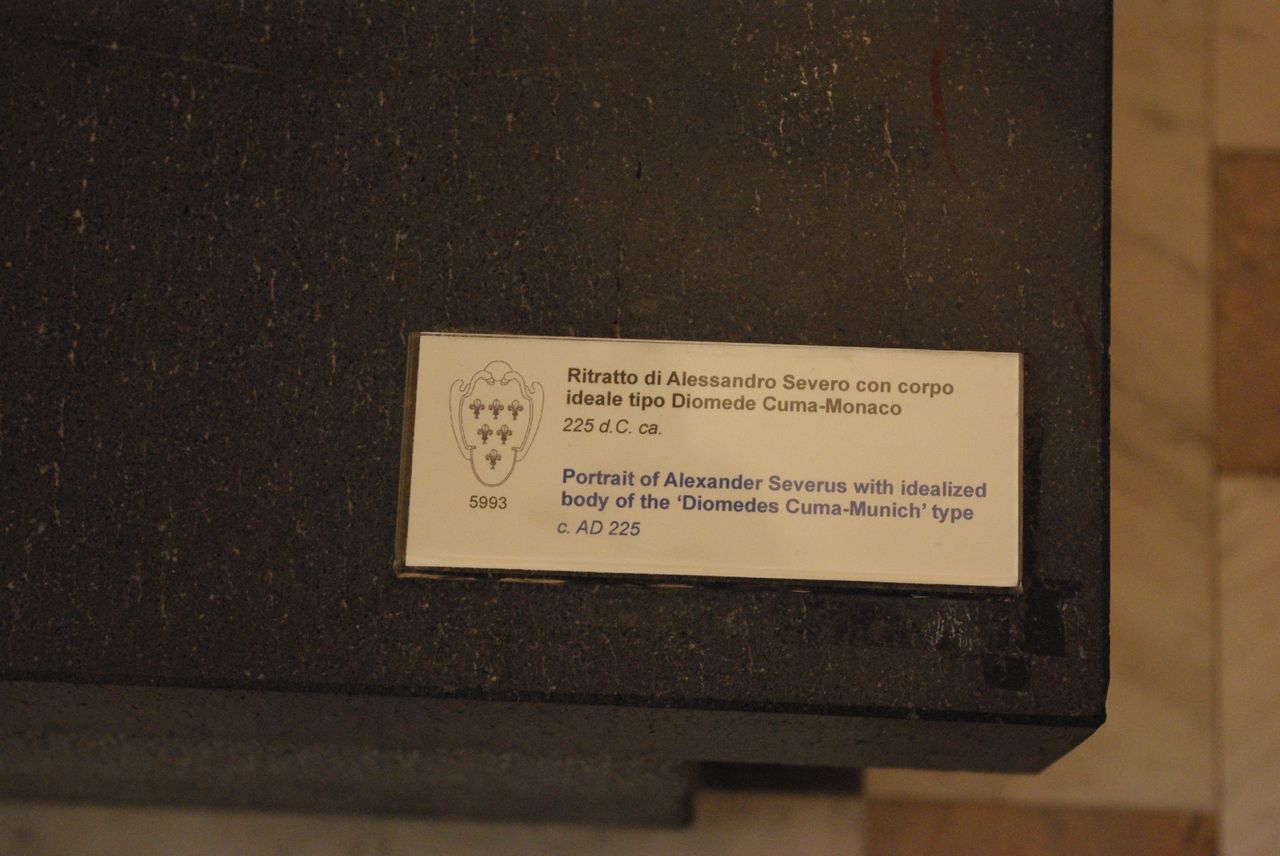 Ritratto di Alessandro Severo con corpo
ideale tipo Diomede Cuma-Monaco
225 d.C. ca.
Portrait of Alexander Severus with idealized
body of the ‘Diomedes Cuma-Munich’ type
c. AD 225
5993